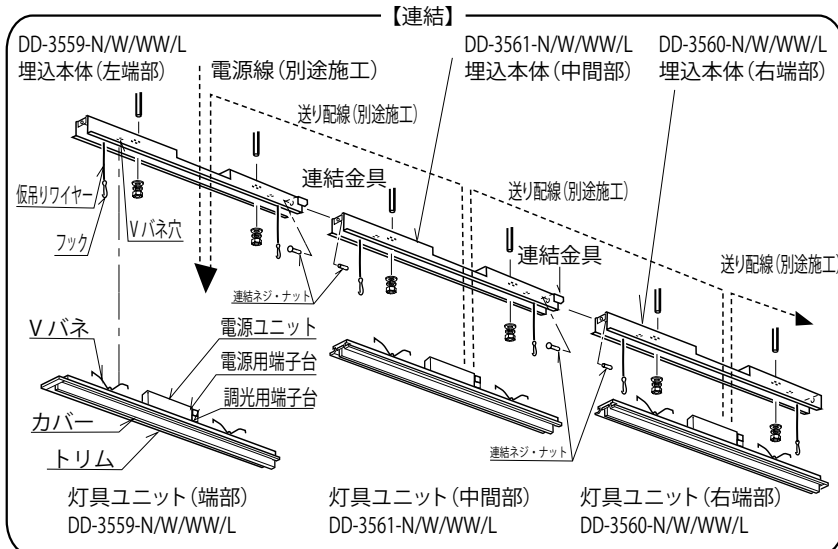 【連結】
DD-3559-N/W/WW/L
埋込本体(左端部)
電源線(別途施工)
DD-3561-N/W/WW/L
埋込本体(中間部)
DD-3560-N/W/WW/L
埋込本体(右端部)
送り配線(別途施工)
連結金具
送り配線(別途施工)
仮吊りワイヤー
Vバネ穴
フック
連結金具
送り配線(別途施工)
連結ネジ・ナット
Vバネ
電源ユニット
電源用端子台
調光用端子台
カバー
トリム
連結ネジ・ナット
灯具ユニット(端部)
DD-3559-N/W/WW/L
灯具ユニット(中間部)
DD-3561-N/W/WW/L
灯具ユニット(右端部)
DD-3560-N/W/WW/L